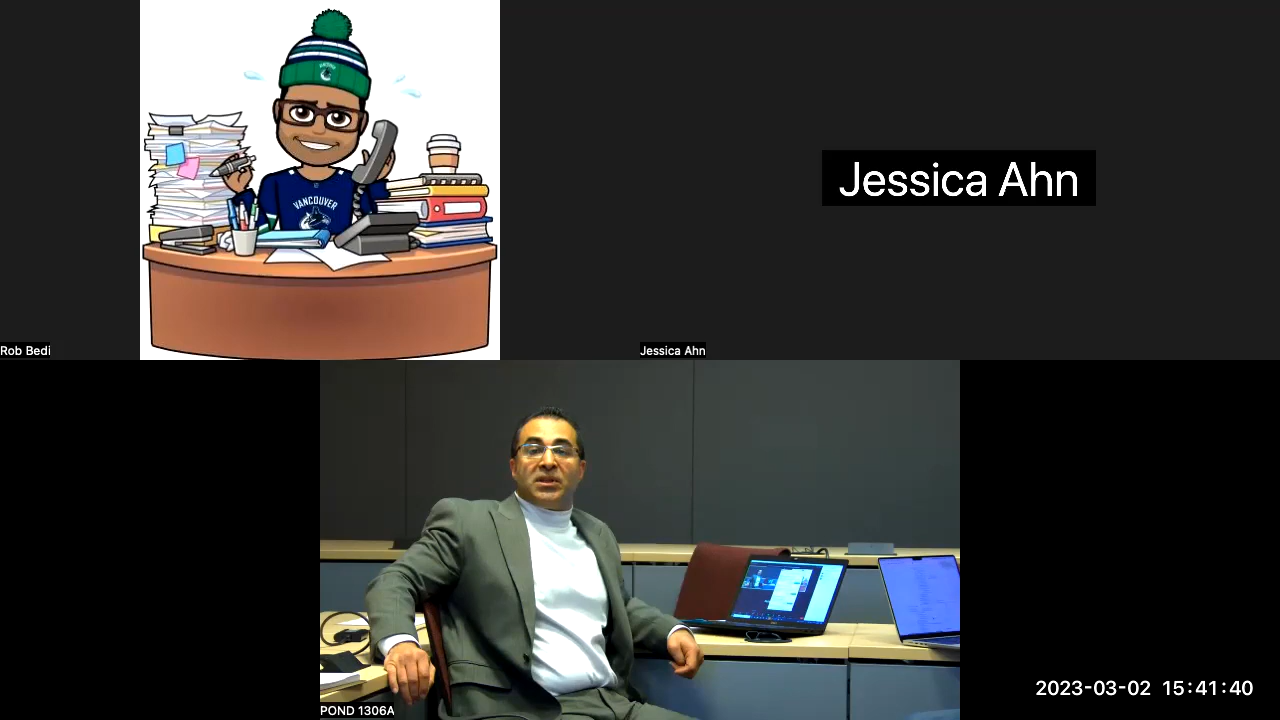 VANCOUVER
Jessica Ahn
Rob Bedi
Jessica Ahn
POND 1306A
2023-03-02 15:41:40